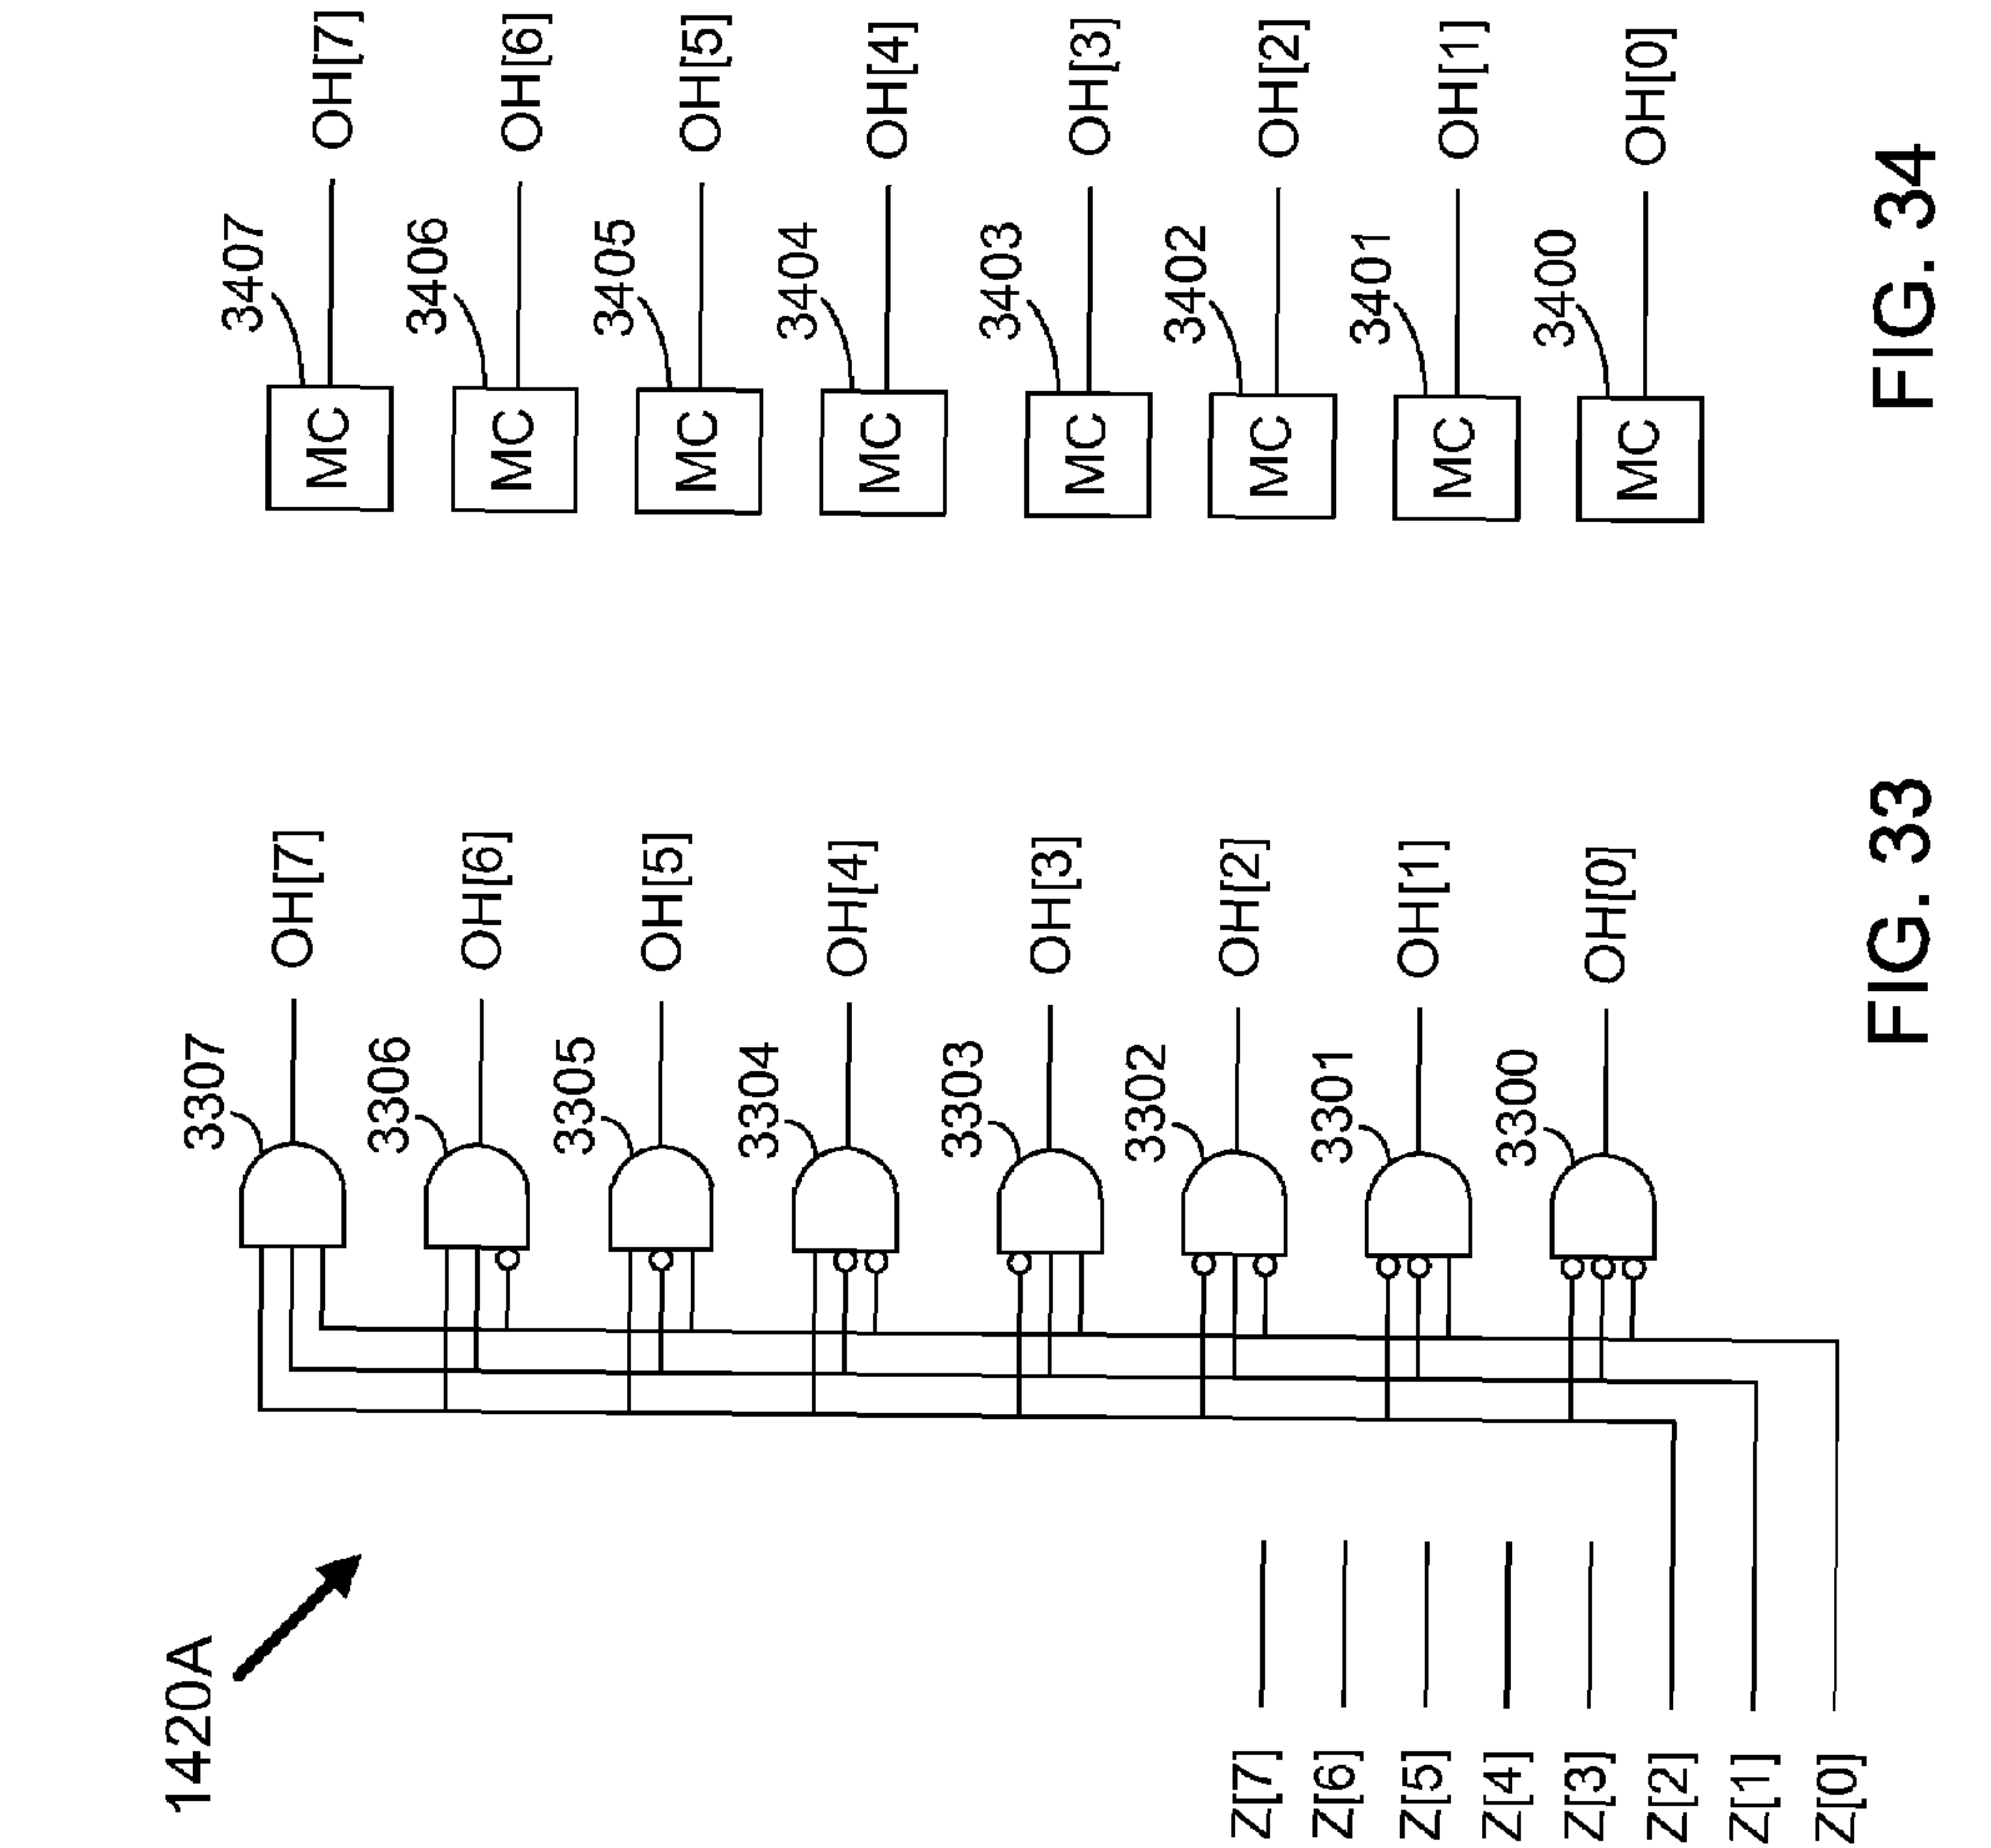 1420A
Z[7]
Z[6]
Z[5]
Z[4]
Z[3]
Z[2]
Z[1]
Z[0]
3307
OH[7]
3306
OH[6]
3305
OH[5]
3304
OH[4]
3303
OH[3]
3302
OH[2]
3301
OH[1]
3300
OH[0]
FIG. 33
MC
3407
OH[7]
MC
3406
OH[6]
MC
3405
OH[5]
MC
3404
OH[4]
MC
3403
OH[3]
MC
3402
OH[2]
MC
3401
OH[1]
MC
3400
OH[0]
FIG. 34